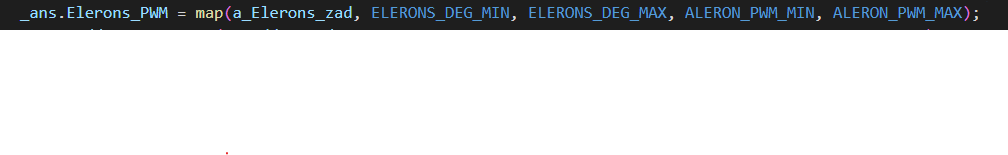 _ans.Elerons_PWM = map(a_Elerons_zad, ELERONS_DEG_MIN, ELERONS_DEG_MAX, ALERON_PWM_MIN, ALERON_PWM_MAX);